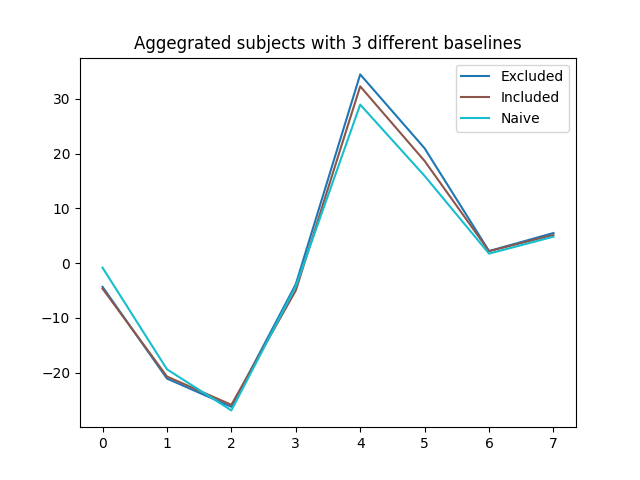 Aggegrated subjects with 3 different baselines
Excluded
Included
Naive
30
20
10
0
−10
−20
0 1 2 3 4 5 6 7